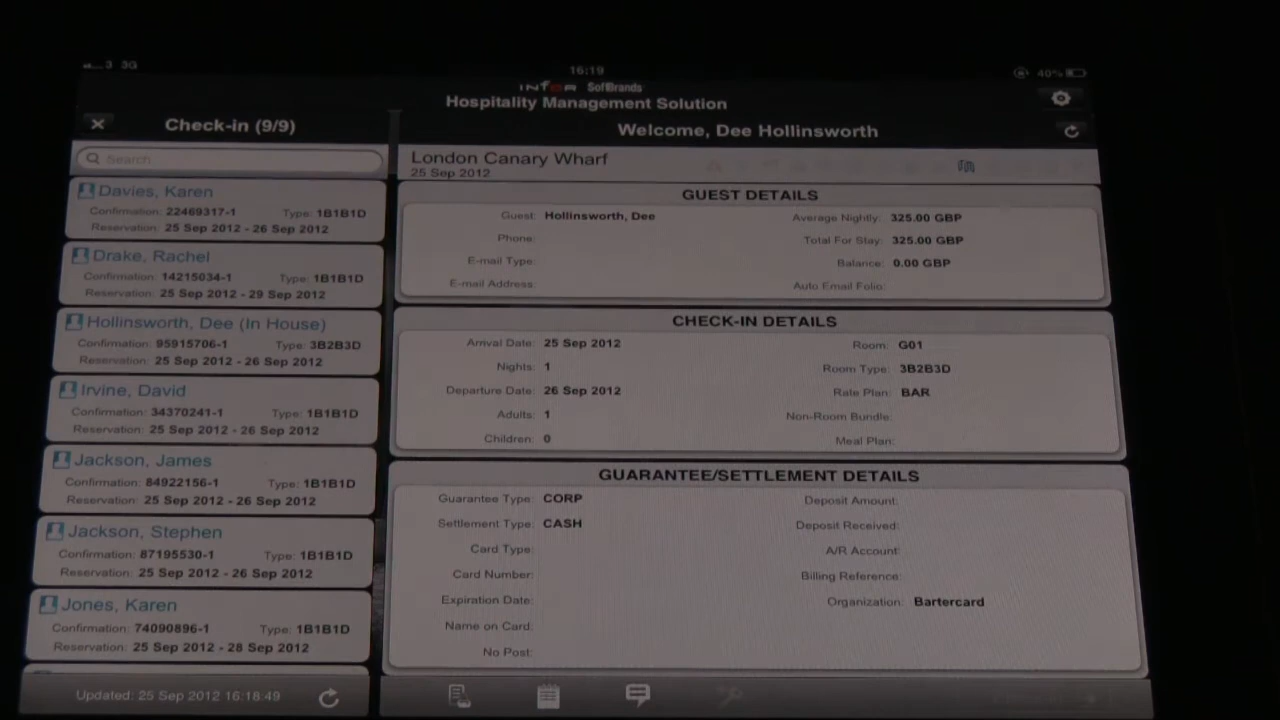 3 3G
16:19
40%
infor SoftBrands
Hospitality Management Solution
Check-in (9/9)
Welcome, Dee Hollinsworth
Search
London Canary Wharf
25 Sep 2012
Davies, Karen
Confirmation: 22469317-1 Type: 1B1B1D
Reservation: 25 Sep 2012 - 26 Sep 2012
Drake, Rachel
Confirmation: 14215034-1 Type: 1B1B1D
Reservation: 25 Sep 2012 - 29 Sep 2012
Hollinsworth, Dee (In House)
Confirmation: 95915706-1 Type: 3B2B3D
Reservation: 25 Sep 2012 - 26 Sep 2012
Irvine, David
Confirmation: 34370241-1 Type: 1B1B1D
Reservation: 25 Sep 2012 - 26 Sep 2012
Jackson, James
Confirmation: 84922156-1 Type: 1B1B1D
Reservation: 25 Sep 2012 - 26 Sep 2012
Jackson, Stephen
Confirmation: 87195530-1 Type: 1B1B1D
Reservation: 25 Sep 2012 - 26 Sep 2012
Jones, Karen
Confirmation: 74090896-1 Type: 1B1B1D
Reservation: 25 Sep 2012 - 28 Sep 2012
Updated: 25 Sep 2012 16:18:49
GUEST DETAILS
Guest: Hollinsworth, Dee Average Nightly: 325.00 GBP
Phone: Total For Stay: 325.00 GBP
E-mail Type: Balance: 0.00 GBP
E-mail Address: Auto Email Folio:
CHECK-IN DETAILS
Arrival Date: 25 Sep 2012 Room: G01
Nights: 1 Room Type: 3B2B3D
Departure Date: 26 Sep 2012 Rate Plan: BAR
Adults: 1 Non-Room Bundle:
Children: 0 Meal Plan:
GUARANTEE/SETTLEMENT DETAILS
Guarantee Type: CORP Deposit Amount:
Settlement Type: CASH Deposit Received:
Card Type: A/R Account:
Card Number: Billing Reference:
Expiration Date: Organization: Bartercard
Name on Card:
No Post: